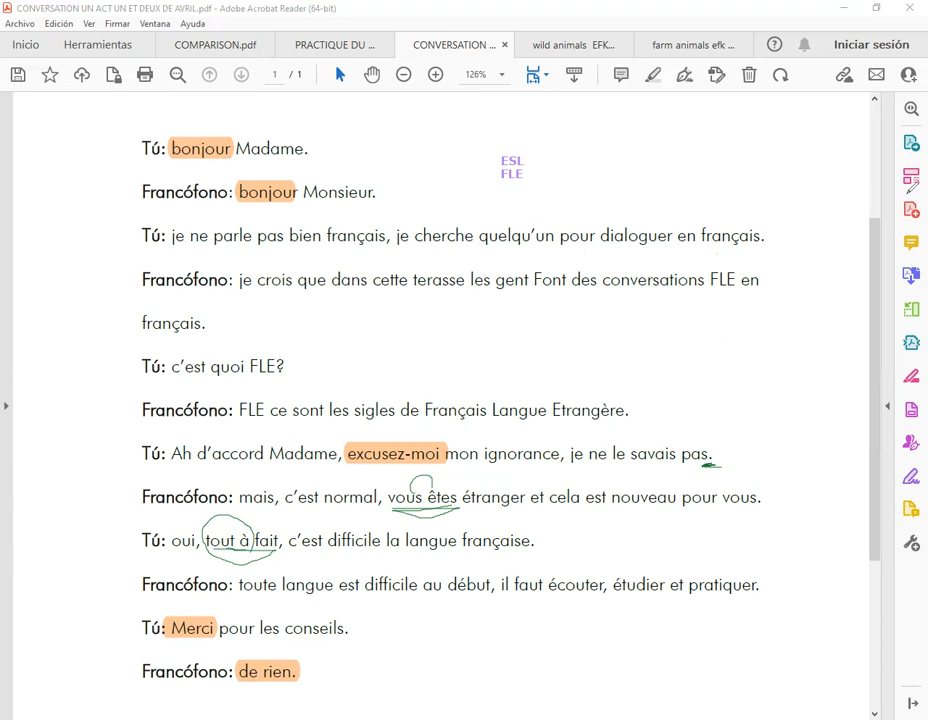 CONVERSATION UN ACT UN ET DEUX DE AVRIL.pdf - Adobe Acrobat Reader (64-bit)
Archivo Edición Ver Firmar Ventana Ayuda
Inicio Herramientas COMPARISON.pdf PRACTIQUE DU ... CONVERSATION ... × wild animals EFK... farm animals efk ... Iniciar sesión
1 / 1 126%
Tú: bonjour Madame.
ESL
FLE
Francófono: bonjour Monsieur.
Tú: je ne parle pas bien français, je cherche quelqu'un pour dialoguer en français.
Francófono: je crois que dans cette terasse les gent Font des conversations FLE en
français.
Tú: c'est quoi FLE?
Francófono: FLE ce sont les sigles de Français Langue Etrangère.
Tú: Ah d'accord Madame, excusez-moi mon ignorance, je ne le savais pas.
Francófono: mais, c'est normal, vous êtes étranger et cela est nouveau pour vous.
Tú: oui, tout à fait, c'est difficile la langue française.
Francófono: toute langue est difficile au début, il faut écouter, étudier et pratiquer.
Tú: Merci pour les conseils.
Francófono: de rien.